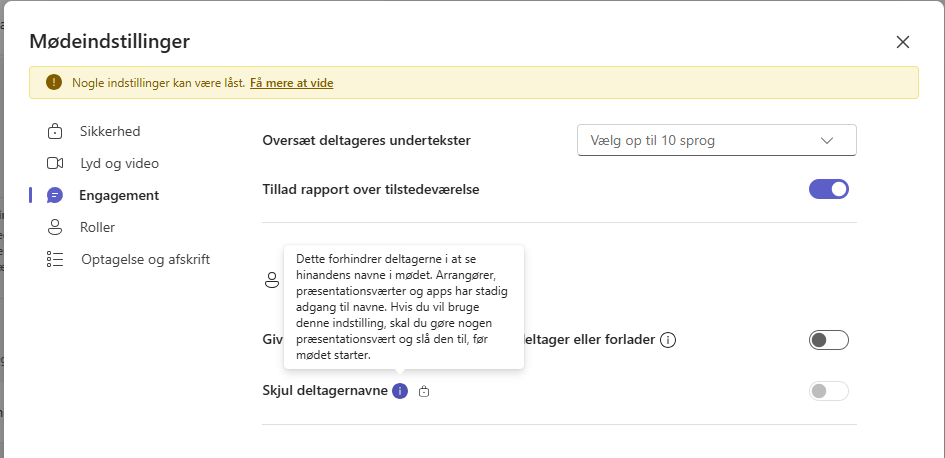 Mødeindstillinger
Nogle indstillinger kan være låst. Få mere at vide
Sikkerhed
Lyd og video
Engagement
Roller
Optagelse og afskrift
Oversæt deltageres undertekster
Vælg op til 10 sprog
Tillad rapport over tilstedeværelse
Dette forhindrer deltagerne i at se
hinandens navne i mødet. Arrangører,
præsentationsværter og apps har stadig
adgang til navne. Hvis du vil bruge
denne indstilling, skal du gøre nogen
præsentationsvært og slå den til, før
mødet starter.
Giv eltager eller forlader
Skjul deltagernavne